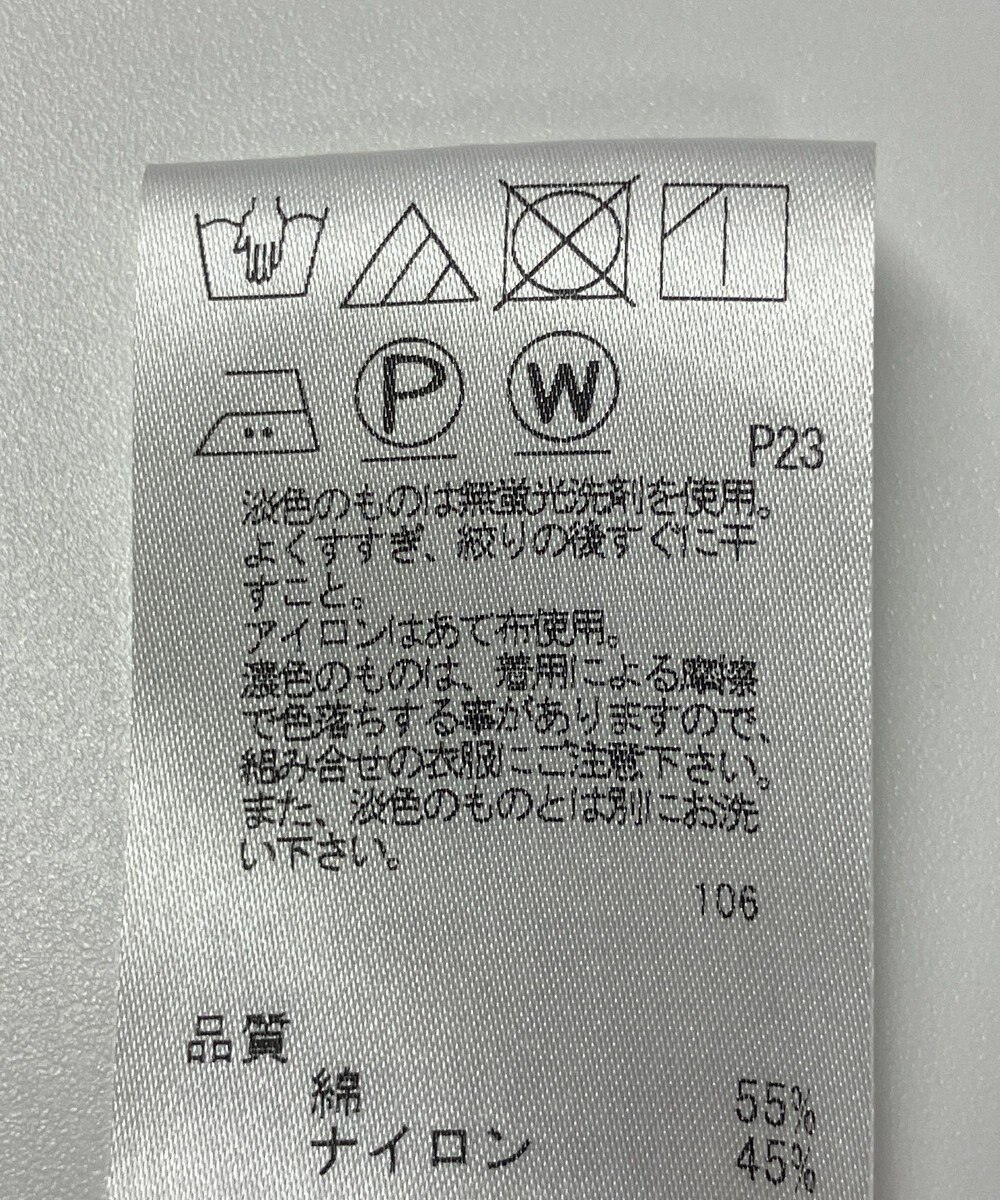 P W
P23
淡色のものは無蛍光洗剤を使用。
よくすすぎ、絞りの後すぐに干
すこと。
アイロンはあて布使用。
濃色のものは、着用による摩擦
で色落ちする事がありますので、
組み合せの衣服にご注意下さい。
また、淡色のものとは別にお洗
い下さい。
106
品質
綿 55%
ナイロン 45%